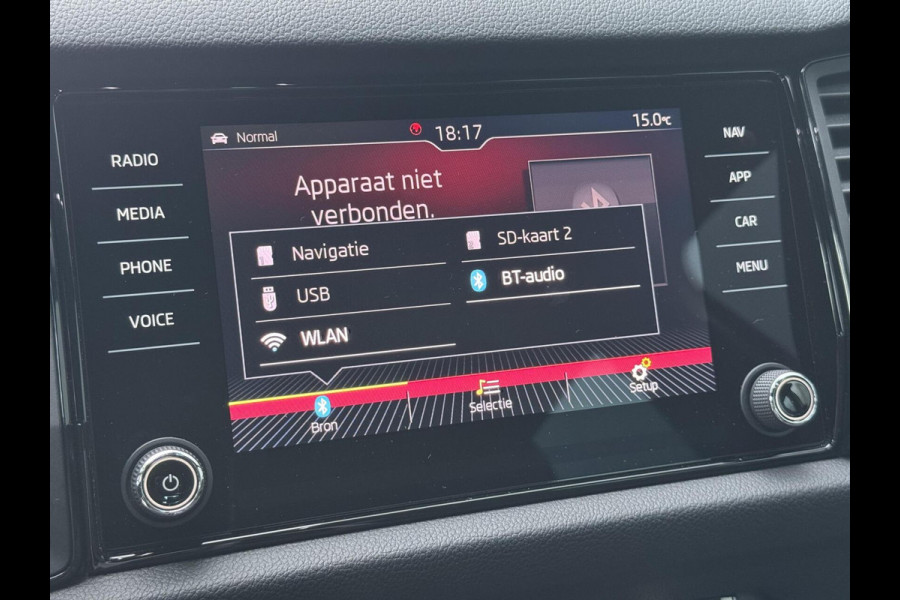 RADIO
MEDIA
PHONE
VOICE
Normal
18:17
15.0°C
Apparaat niet
verbonden.
Navigatie
SD-kaart 2
USB
BT-audio
WLAN
Bron
Selectie
Setup
NAV
APP
CAR
MENU